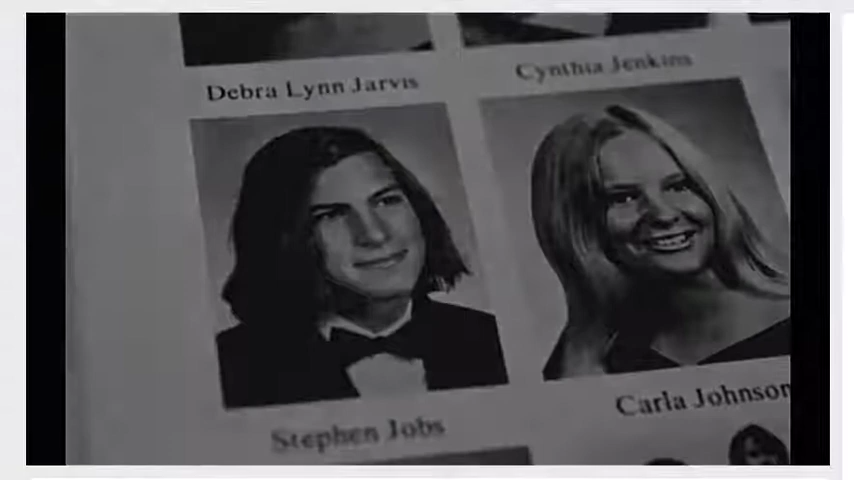 Debra Lynn Jarvis
Cynthia Jenkins
Stephen Jobs
Carla Johnson